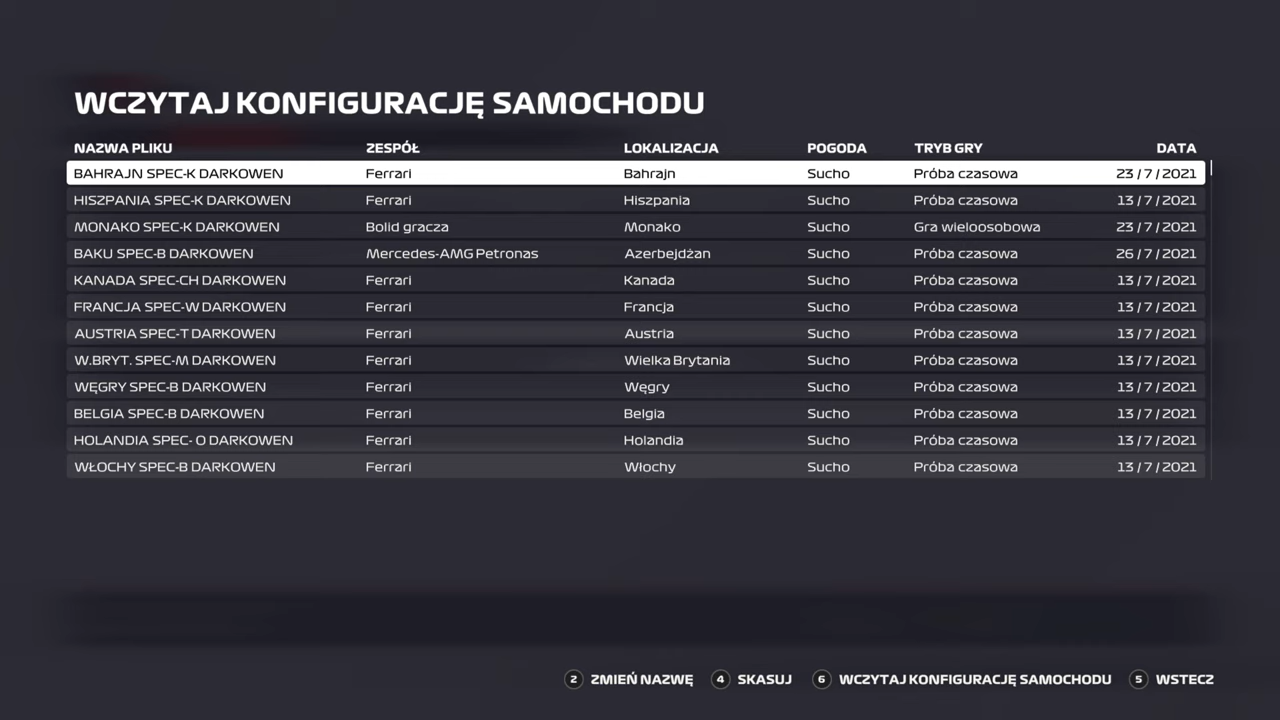 WCZYTAJ KONFIGURACJĘ SAMOCHODU
NAZWA PLIKU ZESPÓŁ LOKALIZACJA POGODA TRYB GRY DATA
BAHRAJN SPEC-K DARKOWEN Ferrari Bahrajn Sucho Próba czasowa 23 / 7 / 2021
HISZPANIA SPEC-K DARKOWEN Ferrari Hiszpania Sucho Próba czasowa 13 / 7 / 2021
MONAKO SPEC-K DARKOWEN Bolid gracza Monako Sucho Gra wieloosobowa 23 / 7 / 2021
BAKU SPEC-B DARKOWEN Mercedes-AMG Petronas Azerbejdżan Sucho Próba czasowa 26 / 7 / 2021
KANADA SPEC-CH DARKOWEN Ferrari Kanada Sucho Próba czasowa 13 / 7 / 2021
FRANCJA SPEC-W DARKOWEN Ferrari Francja Sucho Próba czasowa 13 / 7 / 2021
AUSTRIA SPEC-T DARKOWEN Ferrari Austria Sucho Próba czasowa 13 / 7 / 2021
W.BRYT. SPEC-M DARKOWEN Ferrari Wielka Brytania Sucho Próba czasowa 13 / 7 / 2021
WĘGRY SPEC-B DARKOWEN Ferrari Węgry Sucho Próba czasowa 13 / 7 / 2021
BELGIA SPEC-B DARKOWEN Ferrari Belgia Sucho Próba czasowa 13 / 7 / 2021
HOLANDIA SPEC- O DARKOWEN Ferrari Holandia Sucho Próba czasowa 13 / 7 / 2021
WŁOCHY SPEC-B DARKOWEN Ferrari Włochy Sucho Próba czasowa 13 / 7 / 2021
2 ZMIEŃ NAZWĘ 4 SKASUJ 6 WCZYTAJ KONFIGURACJĘ SAMOCHODU 5 WSTECZ